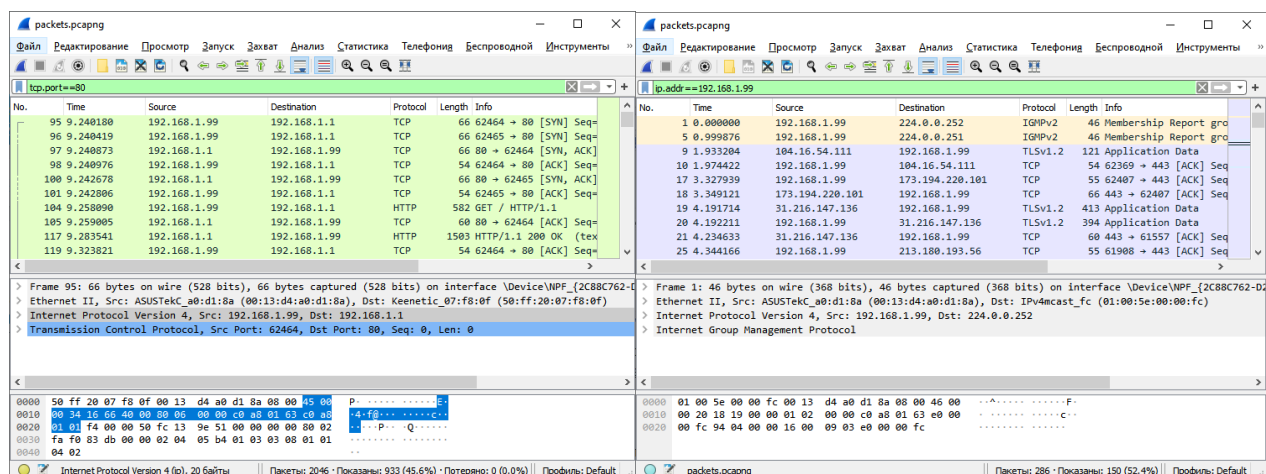 packets.pcapng
Файл Редактирование Просмотр Запуск Захват Анализ Статистика Телефония Беспроводной Инструменты »
tcp.port==80
No. Time Source Destination Protocol Length Info
95 9.240180 192.168.1.99 192.168.1.1 TCP 66 62464 → 80 [SYN] Seq=
96 9.240419 192.168.1.99 192.168.1.1 TCP 66 62465 → 80 [SYN] Seq=
97 9.240873 192.168.1.1 192.168.1.99 TCP 66 80 → 62464 [SYN, ACK]
98 9.240976 192.168.1.99 192.168.1.1 TCP 54 62464 → 80 [ACK] Seq=
100 9.242678 192.168.1.1 192.168.1.99 TCP 66 80 → 62465 [SYN, ACK]
101 9.242806 192.168.1.99 192.168.1.1 TCP 54 62465 → 80 [ACK] Seq=
104 9.258090 192.168.1.99 192.168.1.1 HTTP 582 GET / HTTP/1.1
105 9.259005 192.168.1.1 192.168.1.99 TCP 60 80 → 62464 [ACK] Seq=
117 9.283541 192.168.1.1 192.168.1.99 HTTP 1503 HTTP/1.1 200 OK (tex
119 9.323821 192.168.1.99 192.168.1.1 TCP 54 62464 → 80 [ACK] Seq=
Frame 95: 66 bytes on wire (528 bits), 66 bytes captured (528 bits) on interface \Device\NPF_{2C88C762-D
Ethernet II, Src: ASUSTekC_a0:d1:8a (00:13:d4:a0:d1:8a), Dst: Keenetic_07:f8:0f (50:ff:20:07:f8:0f)
Internet Protocol Version 4, Src: 192.168.1.99, Dst: 192.168.1.1
Transmission Control Protocol, Src Port: 62464, Dst Port: 80, Seq: 0, Len: 0
0000 50 ff 20 07 f8 0f 00 13 d4 a0 d1 8a 08 00 45 00 P· ····· ······E·
0010 00 34 16 66 40 00 80 06 00 00 c0 a8 01 63 c0 a8 ·4·f@··· ·····c··
0020 01 01 f4 00 00 50 fc 13 9e 51 00 00 00 00 80 02 ·····P·· ·Q······
0030 fa f0 83 db 00 00 02 04 05 b4 01 03 03 08 01 01 ········ ········
0040 04 02 ··
Internet Protocol Version 4 (ip), 20 байты Пакеты: 2046 · Показаны: 933 (45.6%) · Потеряно: 0 (0.0%) Профиль: Default
packets.pcapng
Файл Редактирование Просмотр Запуск Захват Анализ Статистика Телефония Беспроводной Инструменты »
ip.addr==192.168.1.99
No. Time Source Destination Protocol Length Info
1 0.000000 192.168.1.99 224.0.0.252 IGMPv2 46 Membership Report gro
5 0.999876 192.168.1.99 224.0.0.251 IGMPv2 46 Membership Report gro
9 1.933204 104.16.54.111 192.168.1.99 TLSv1.2 121 Application Data
10 1.974422 192.168.1.99 104.16.54.111 TCP 54 62369 → 443 [ACK] Seq
17 3.327939 192.168.1.99 173.194.220.101 TCP 55 62407 → 443 [ACK] Seq
18 3.349121 173.194.220.101 192.168.1.99 TCP 66 443 → 62407 [ACK] Seq
19 4.191714 31.216.147.136 192.168.1.99 TLSv1.2 413 Application Data
20 4.192211 192.168.1.99 31.216.147.136 TLSv1.2 394 Application Data
21 4.234633 31.216.147.136 192.168.1.99 TCP 60 443 → 61557 [ACK] Seq
25 4.344166 192.168.1.99 213.180.193.56 TCP 55 61908 → 443 [ACK] Seq
Frame 1: 46 bytes on wire (368 bits), 46 bytes captured (368 bits) on interface \Device\NPF_{2C88C762-D2
Ethernet II, Src: ASUSTekC_a0:d1:8a (00:13:d4:a0:d1:8a), Dst: IPv4mcast_fc (01:00:5e:00:00:fc)
Internet Protocol Version 4, Src: 192.168.1.99, Dst: 224.0.0.252
Internet Group Management Protocol
0000 01 00 5e 00 00 fc 00 13 d4 a0 d1 8a 08 00 46 00 ··^····· ······F·
0010 00 20 18 19 00 00 01 02 00 00 c0 a8 01 63 e0 00 · ······ ·····c··
0020 00 fc 94 04 00 00 16 00 09 03 e0 00 00 fc ········ ······
packets.pcapng Пакеты: 286 · Показаны: 150 (52.4%) Профиль: Default